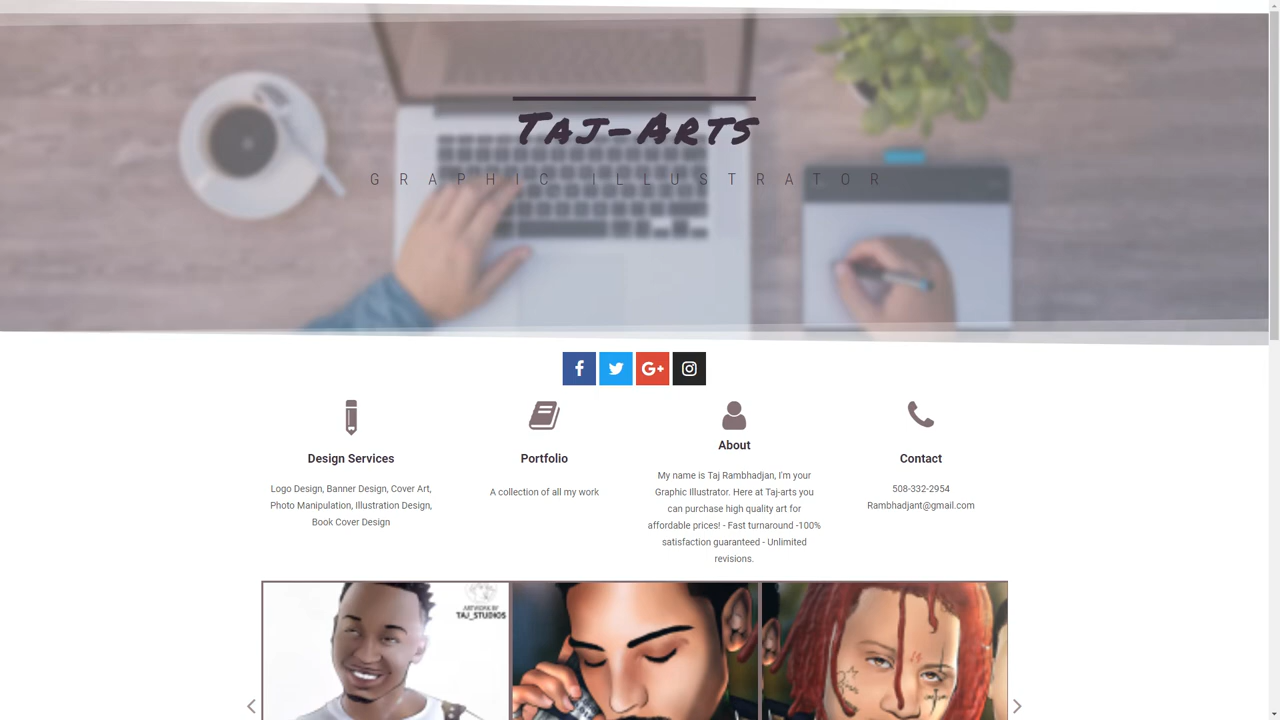 Taj-Arts
GRAPHIC ILLUSTRATOR
Design Services
Logo Design, Banner Design, Cover Art,
Photo Manipulation, Illustration Design,
Book Cover Design
Portfolio
A collection of all my work
About
My name is Taj Rambhadjan, I'm your
Graphic Illustrator. Here at Taj-arts you
can purchase high quality art for
affordable prices! - Fast turnaround -100%
satisfaction guaranteed - Unlimited
revisions.
Contact
508-332-2954
Rambhadjant@gmail.com
ARTWORK BY
TAJ_STUDIOS